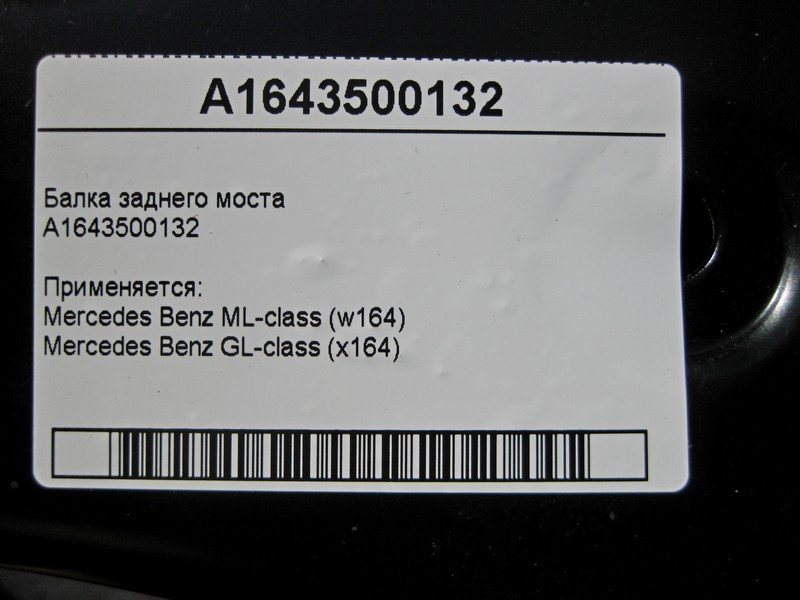 A1643500132
Балка заднего моста
A1643500132
Применяется:
Mercedes Benz ML-class (w164)
Mercedes Benz GL-class (x164)